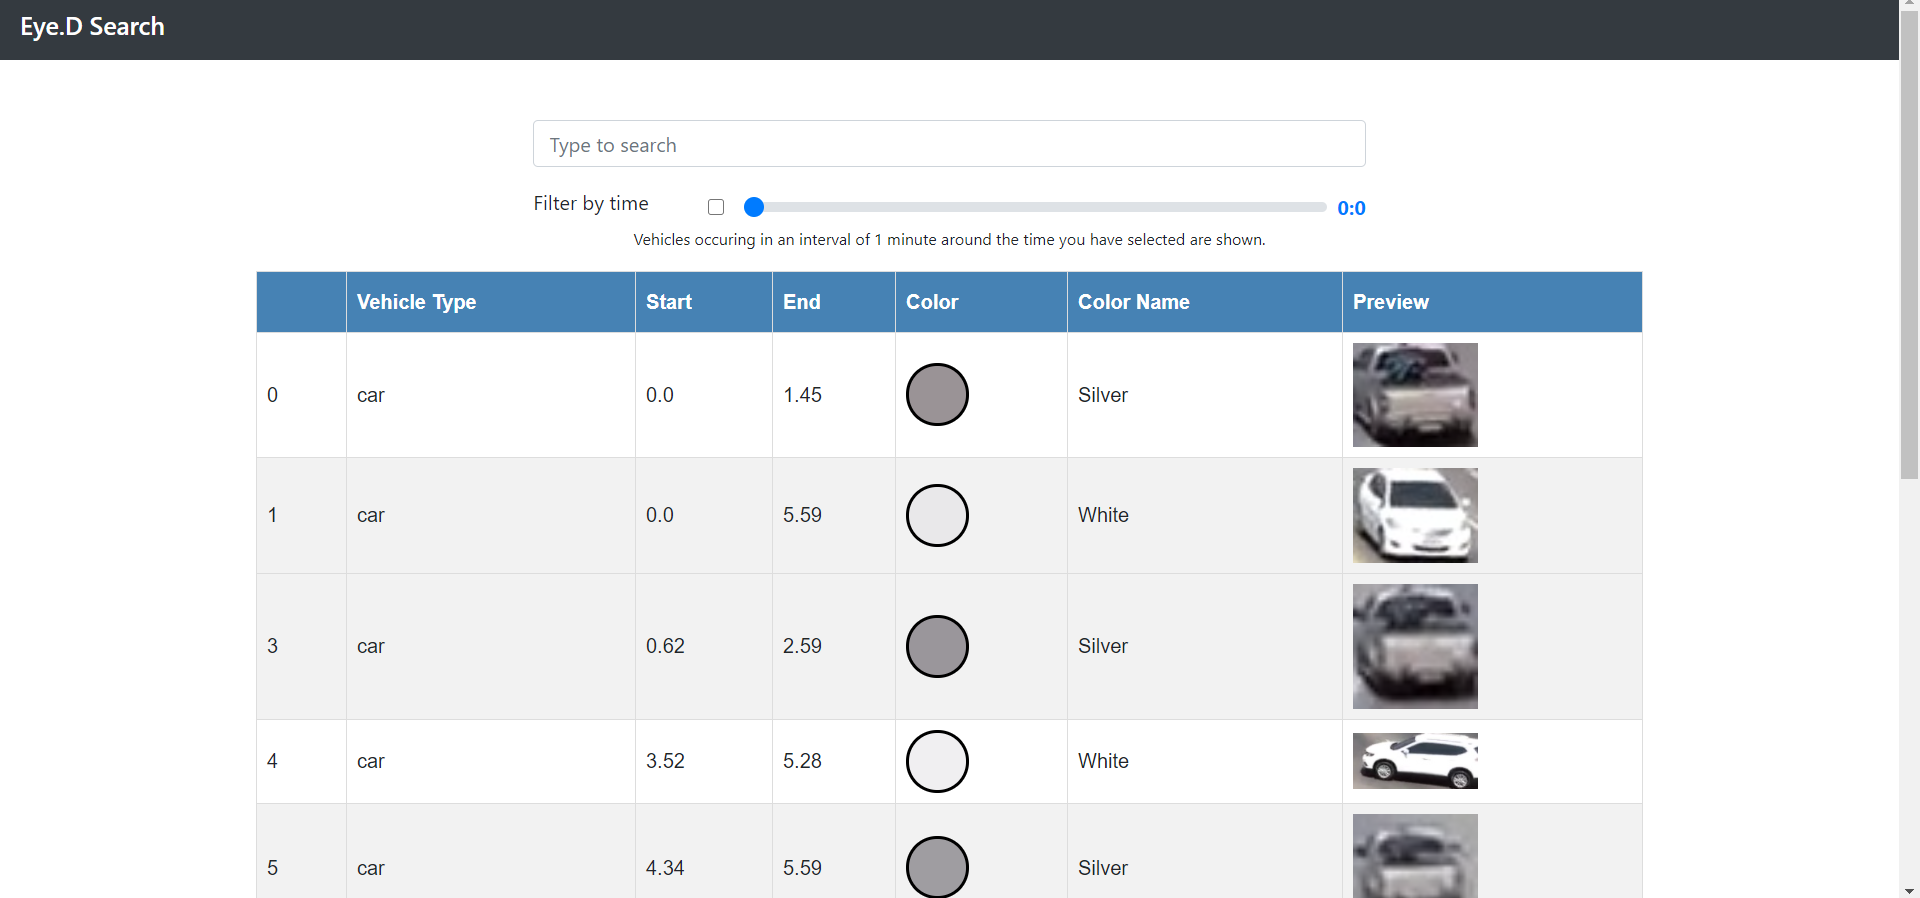 Eye.D Search
Type to search
Filter by time 0:0
Vehicles occuring in an interval of 1 minute around the time you have selected are shown.
Vehicle Type Start End Color Color Name Preview
0 car 0.0 1.45 Silver
1 car 0.0 5.59 White
3 car 0.62 2.59 Silver
4 car 3.52 5.28 White
5 car 4.34 5.59 Silver